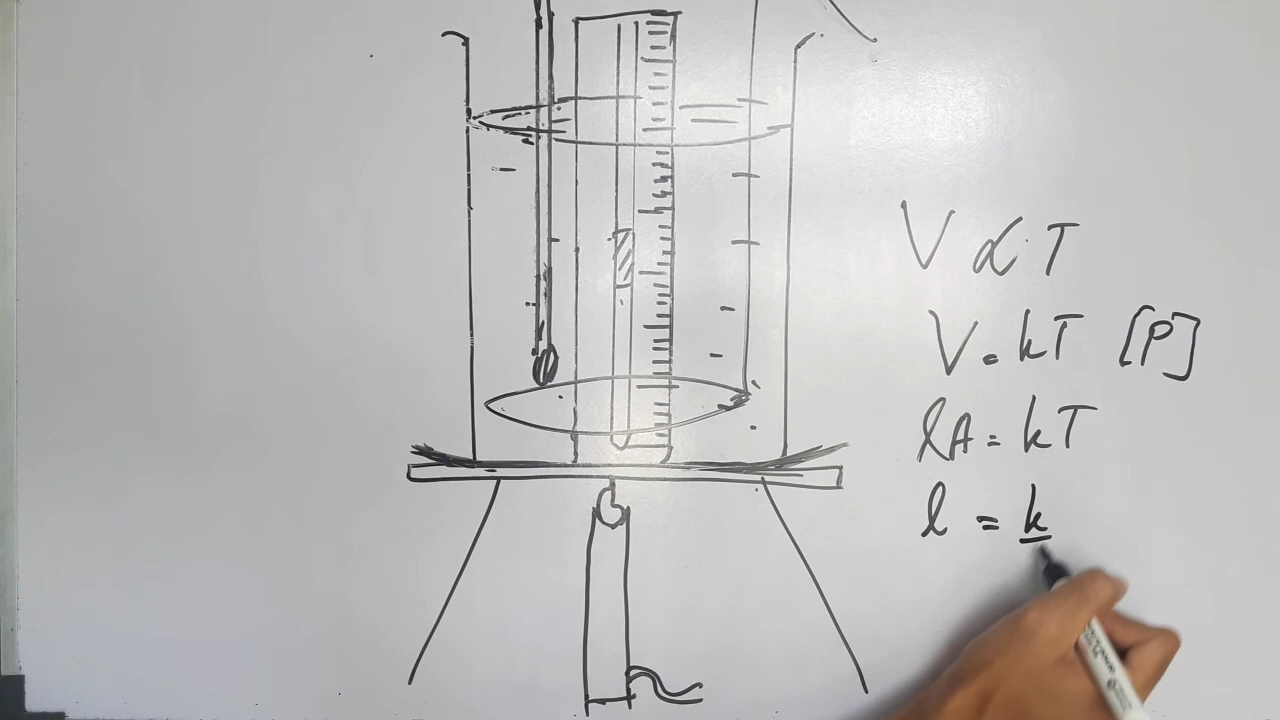 V ∝ T
V = kT [P]
lA = kT
l = k